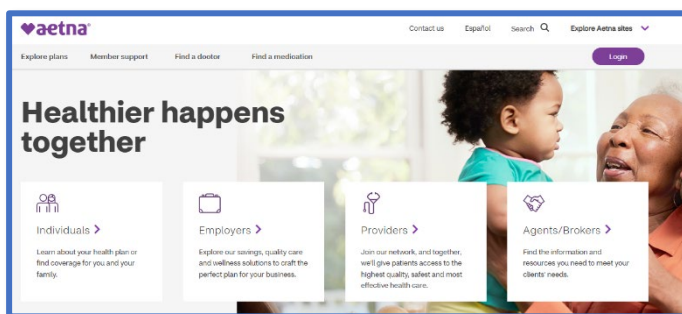 aetna®
Contact us Español Search Explore Aetna sites
Explore plans Member support Find a doctor Find a medication Login
Healthier happens
together
Individuals >
Learn about your health plan or
find coverage for you and your
family.
Employers >
Explore our savings, quality care
and wellness solutions to craft the
perfect plan for your business.
Providers >
Join our network, and together,
we'll give patients access to the
highest quality, safest and most
effective health care.
Agents/Brokers >
Find the information and
resources you need to meet your
clients' needs.